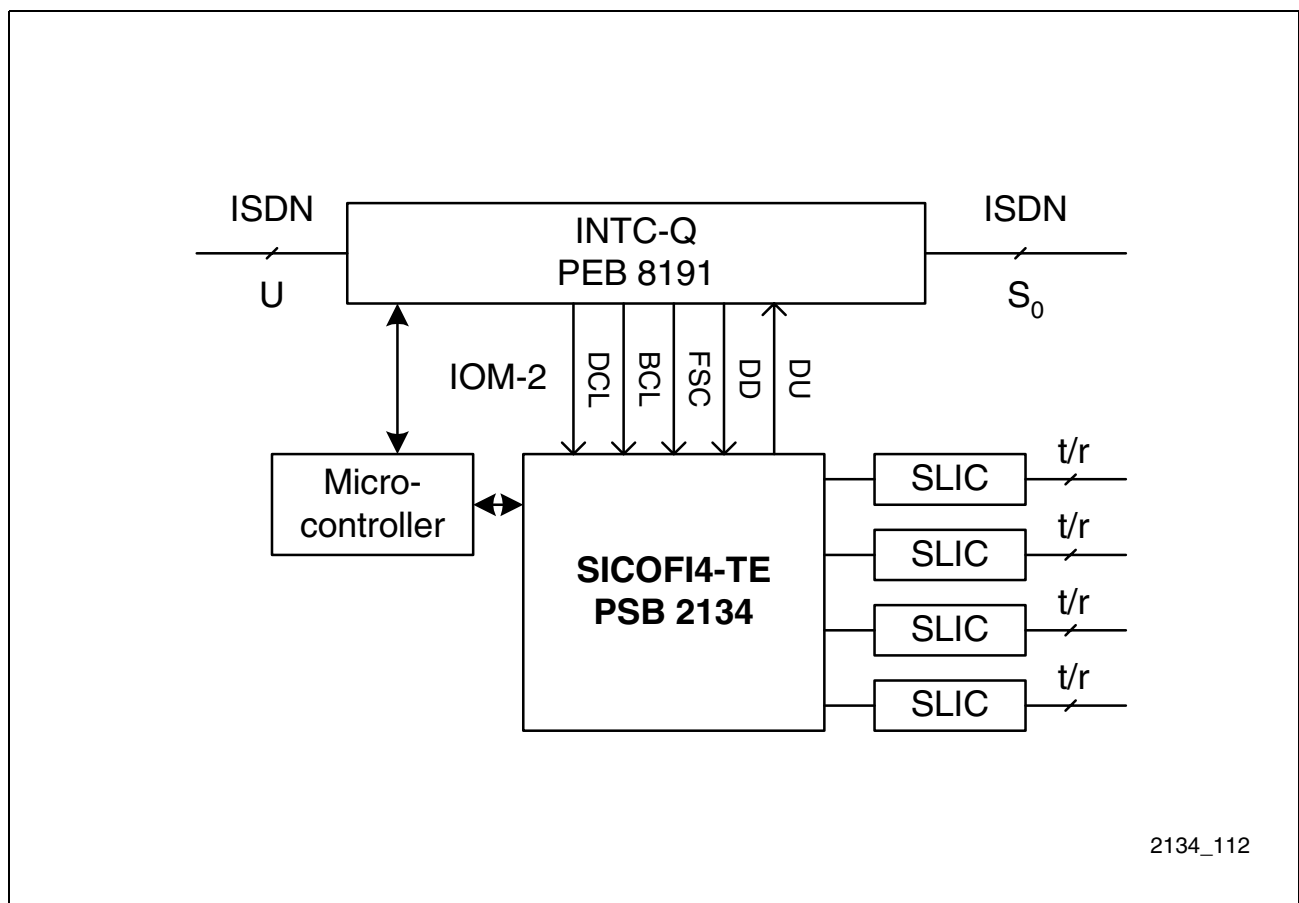 ISDN
U
INTC-Q
PEB 8191
ISDN
S₀
IOM-2
DCL
BCL
FSC
DD
DU
Micro-
controller
SICOFI4-TE
PSB 2134
SLIC
t/r
SLIC
t/r
SLIC
t/r
SLIC
t/r
2134_112